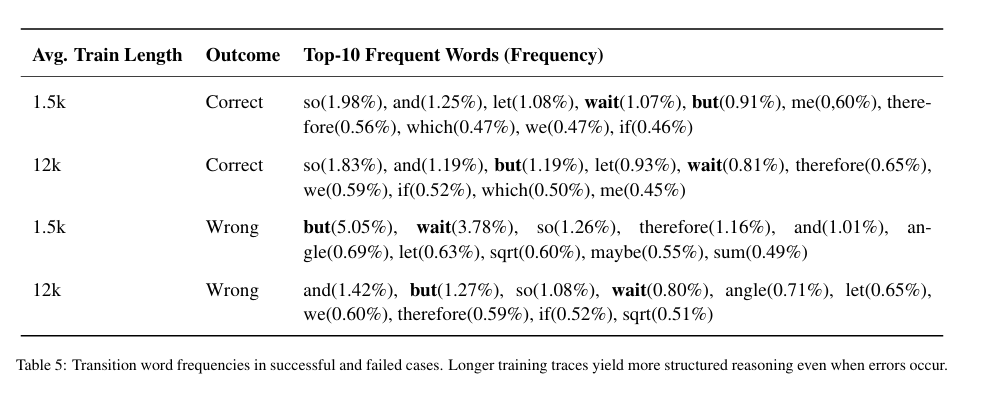 Avg. Train Length Outcome Top-10 Frequent Words (Frequency)
1.5k Correct so(1.98%), and(1.25%), let(1.08%), wait(1.07%), but(0.91%), me(0,60%), there-
fore(0.56%), which(0.47%), we(0.47%), if(0.46%)
12k Correct so(1.83%), and(1.19%), but(1.19%), let(0.93%), wait(0.81%), therefore(0.65%),
we(0.59%), if(0.52%), which(0.50%), me(0.45%)
1.5k Wrong but(5.05%), wait(3.78%), so(1.26%), therefore(1.16%), and(1.01%), an-
gle(0.69%), let(0.63%), sqrt(0.60%), maybe(0.55%), sum(0.49%)
12k Wrong and(1.42%), but(1.27%), so(1.08%), wait(0.80%), angle(0.71%), let(0.65%),
we(0.60%), therefore(0.59%), if(0.52%), sqrt(0.51%)
Table 5: Transition word frequencies in successful and failed cases. Longer training traces yield more structured reasoning even when errors occur.